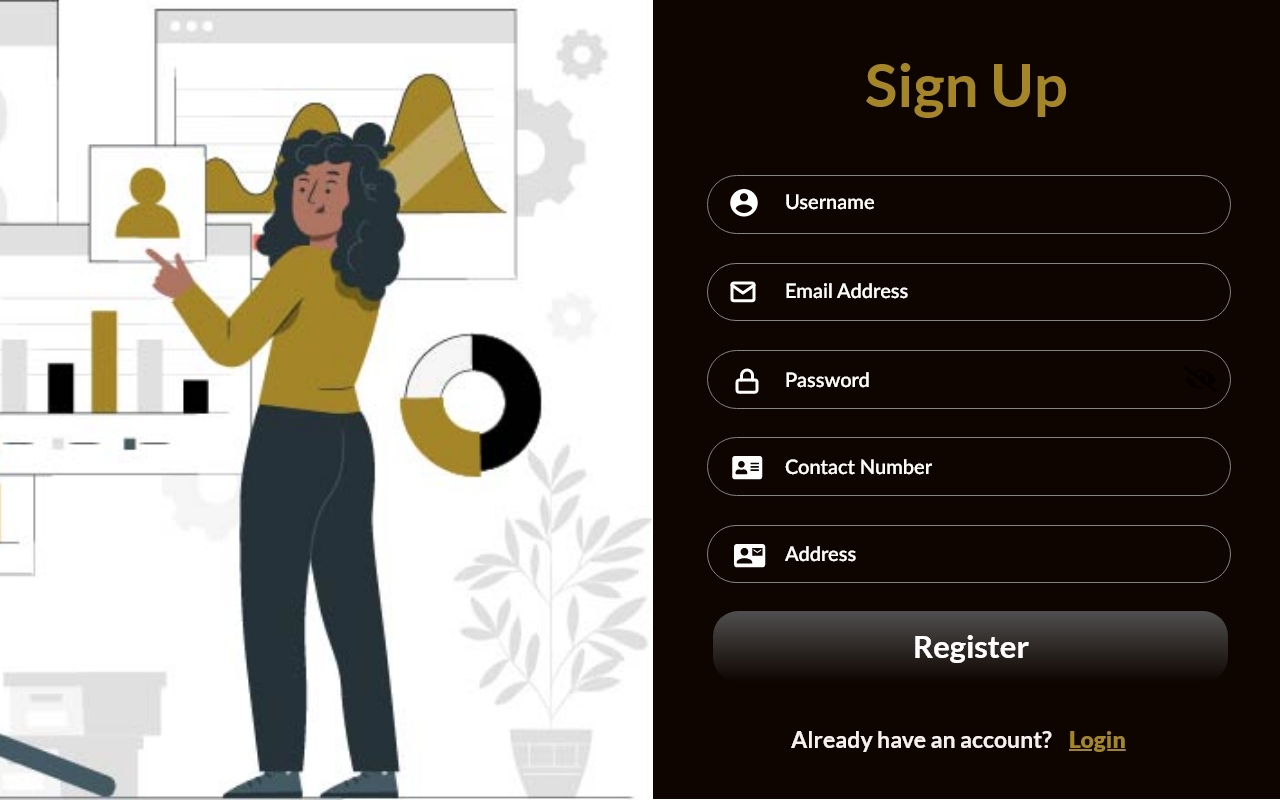 Sign Up
Username
Email Address
Password
Contact Number
Address
Register
Already have an account? Login